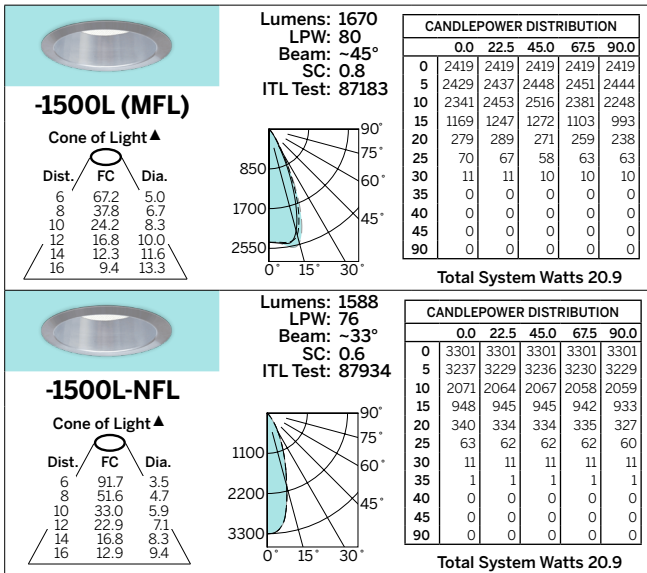 Lumens: 1670
LPW: 80
Beam: ~45°
SC: 0.8
ITL Test: 87183
-1500L (MFL)
Cone of Light▲
Dist. FC Dia.
6 67.2 5.0
8 37.8 6.7
10 24.2 8.3
12 16.8 10.0
14 12.3 11.6
16 9.4 13.3
90°
75°
60°
45°
850
1700
2550
0° 15° 30°
CANDLEPOWER DISTRIBUTION
0.0 22.5 45.0 67.5 90.0
0 2419 2419 2419 2419 2419
5 2429 2437 2448 2451 2444
10 2341 2453 2516 2381 2248
15 1169 1247 1272 1103 993
20 279 289 271 259 238
25 70 67 58 63 63
30 11 11 10 10 10
35 0 0 0 0 0
40 0 0 0 0 0
45 0 0 0 0 0
90 0 0 0 0 0
Total System Watts 20.9
Lumens: 1588
LPW: 76
Beam: ~33°
SC: 0.6
ITL Test: 87934
-1500L-NFL
Cone of Light▲
Dist. FC Dia.
6 91.7 3.5
8 51.6 4.7
10 33.0 5.9
12 22.9 7.1
14 16.8 8.3
16 12.9 9.4
90°
75°
60°
45°
1100
2200
3300
0° 15° 30°
CANDLEPOWER DISTRIBUTION
0.0 22.5 45.0 67.5 90.0
0 3301 3301 3301 3301 3301
5 3237 3229 3236 3230 3229
10 2071 2064 2067 2058 2059
15 948 945 945 942 933
20 340 334 334 335 327
25 63 62 62 62 60
30 11 11 11 11 11
35 1 1 1 1 1
40 0 0 0 0 0
45 0 0 0 0 0
90 0 0 0 0 0
Total System Watts 20.9